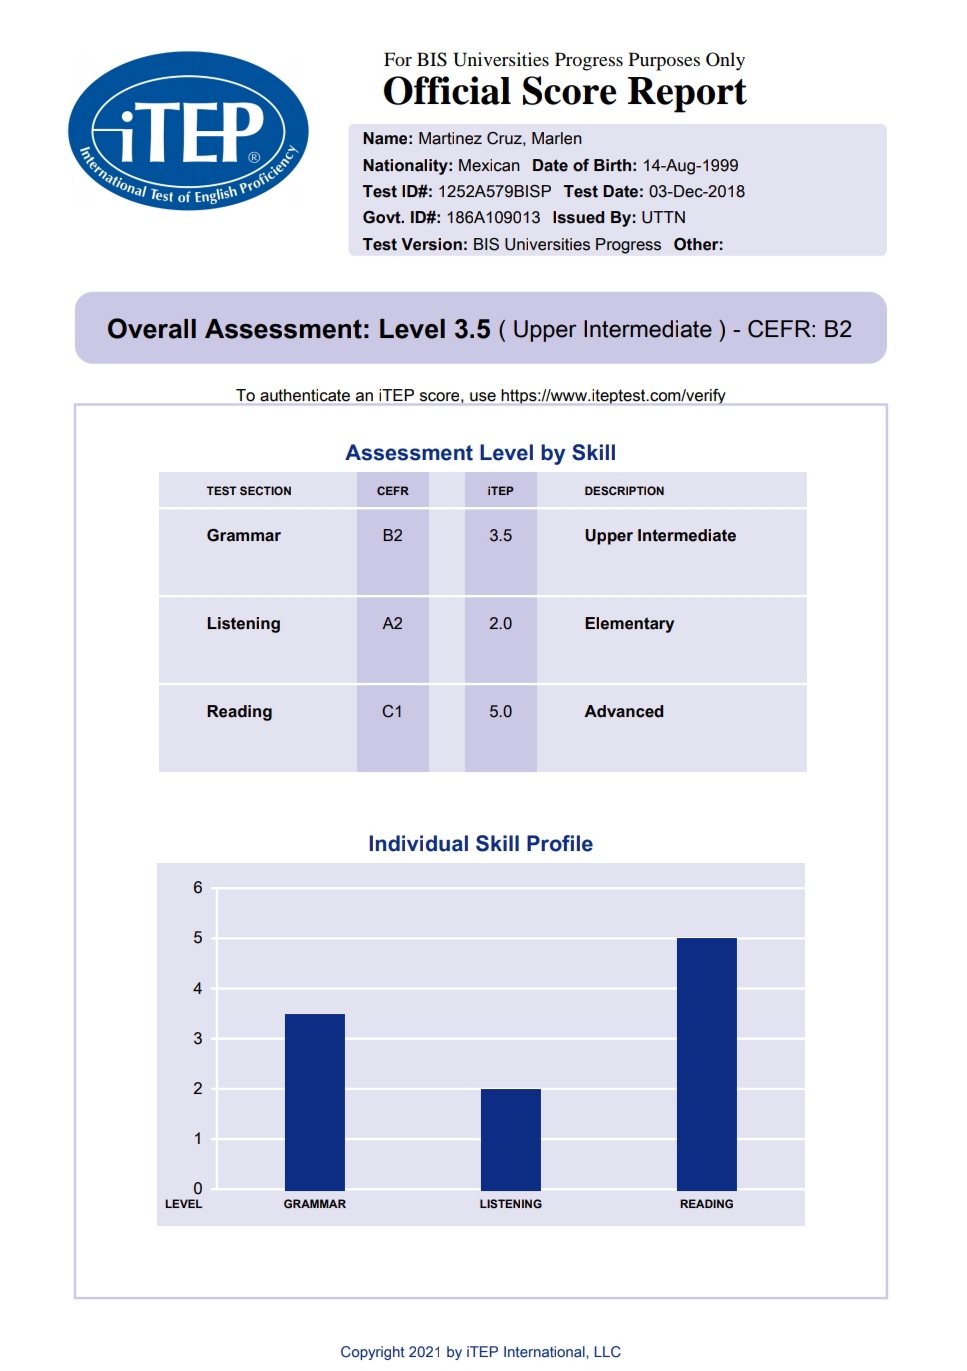 For BIS Universities Progress Purposes Only
Official Score Report
iTEP®
International Test of English Proficiency
Name: Martinez Cruz, Marlen
Nationality: Mexican Date of Birth: 14-Aug-1999
Test ID#: 1252A579BISP Test Date: 03-Dec-2018
Govt. ID#: 186A109013 Issued By: UTTN
Test Version: BIS Universities Progress Other:
Overall Assessment: Level 3.5 ( Upper Intermediate ) - CEFR: B2
To authenticate an iTEP score, use https://www.iteptest.com/verify
Assessment Level by Skill
TEST SECTION CEFR iTEP DESCRIPTION
Grammar B2 3.5 Upper Intermediate
Listening A2 2.0 Elementary
Reading C1 5.0 Advanced
Individual Skill Profile
6
5
4
3
2
1
0
LEVEL GRAMMAR LISTENING READING
Copyright 2021 by iTEP International, LLC